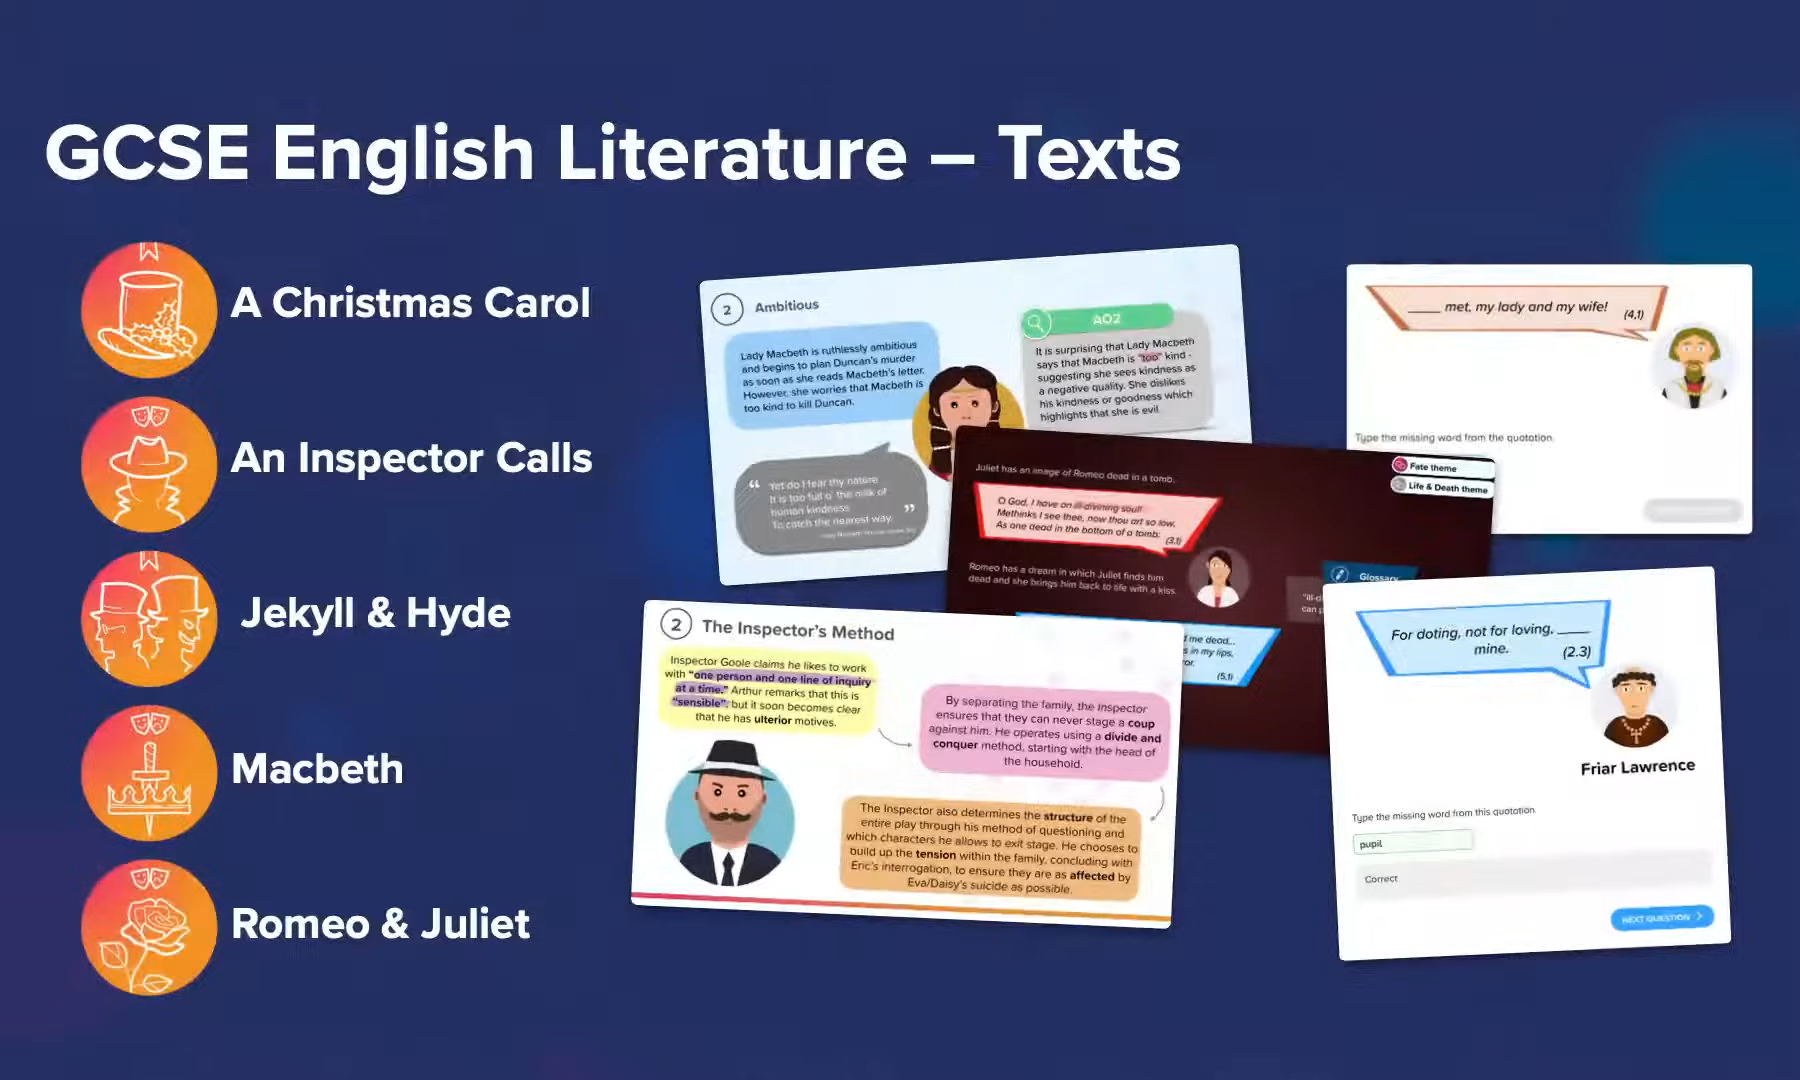 GCSE English Literature – Texts
A Christmas Carol
An Inspector Calls
Jekyll & Hyde
Macbeth
Romeo & Juliet
2 Ambitious
Lady Macbeth is ruthlessly ambitious
and begins to plan Duncan's murder
as soon as she reads Macbeth's letter.
However, she worries that Macbeth is
too kind to kill Duncan.
AO2
It is surprising that Lady Macbeth
says that Macbeth is "too" kind -
suggesting she sees kindness as
a negative quality. She dislikes
his kindness or goodness which
highlights that she is evil.
“ Yet do I fear thy nature
It is too full o' the milk of
human kindness
To catch the nearest way. ”
Juliet has an image of Romeo dead in a tomb.
Fate theme
Life & Death theme
O God, I have an ill-divining soul!
Methinks I see thee, now thou art so low,
As one dead in the bottom of a tomb:
(3.1)
Romeo has a dream in which Juliet finds him
dead and she brings him back to life with a kiss.
Glossary
"ill-d
can p
d me dead...
s in my lips,
ror.
(5.1)
2 The Inspector's Method
Inspector Goole claims he likes to work
with "one person and one line of inquiry
at a time." Arthur remarks that this is
"sensible", but it soon becomes clear
that he has ulterior motives.
By separating the family, the Inspector
ensures that they can never stage a coup
against him. He operates using a divide and
conquer method, starting with the head of
the household.
The Inspector also determines the structure of the
entire play through his method of questioning and
which characters he allows to exit stage. He chooses to
build up the tension within the family, concluding with
Eric's interrogation, to ensure they are as affected by
Eva/Daisy's suicide as possible.
____ met, my lady and my wife!
(4,1)
Type the missing word from the quotation.
For doting, not for loving, ____
mine.
(2.3)
Friar Lawrence
Type the missing word from this quotation.
pupil
Correct
NEXT QUESTION